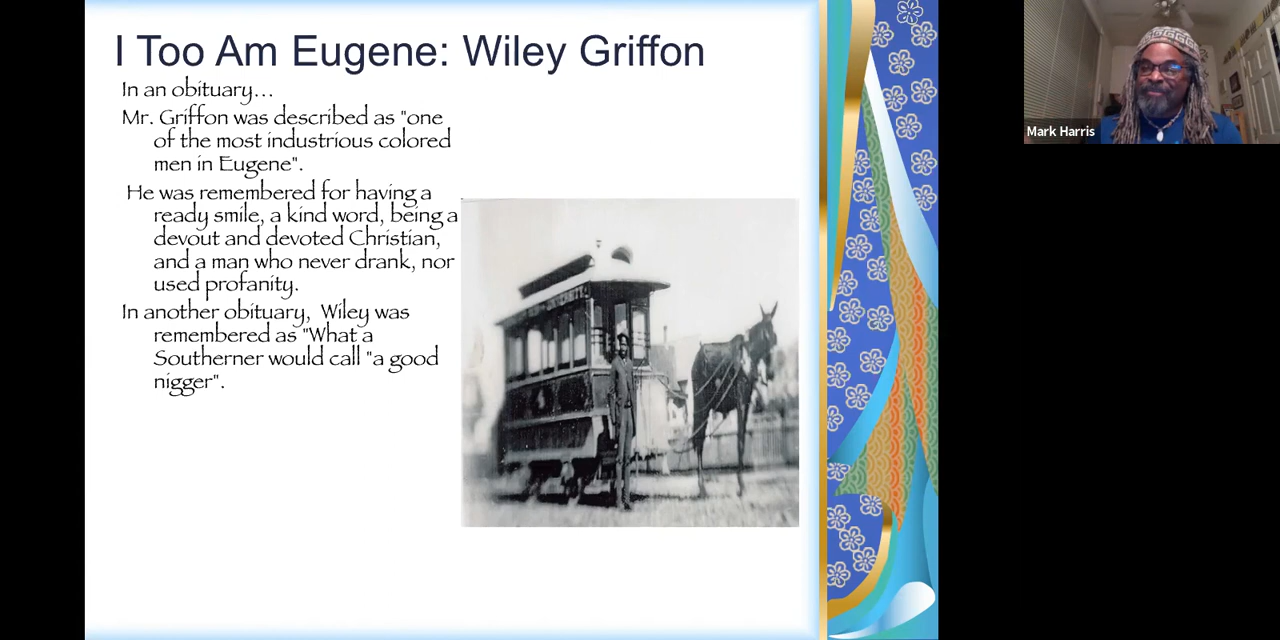 I Too Am Eugene: Wiley Griffon
In an obituary…
Mr. Griffon was described as "one
of the most industrious colored
men in Eugene".
He was remembered for having a
ready smile, a kind word, being a
devout and devoted Christian,
and a man who never drank, nor
used profanity.
In another obituary, Wiley was
remembered as "What a
Southerner would call "a good
nigger".
Mark Harris